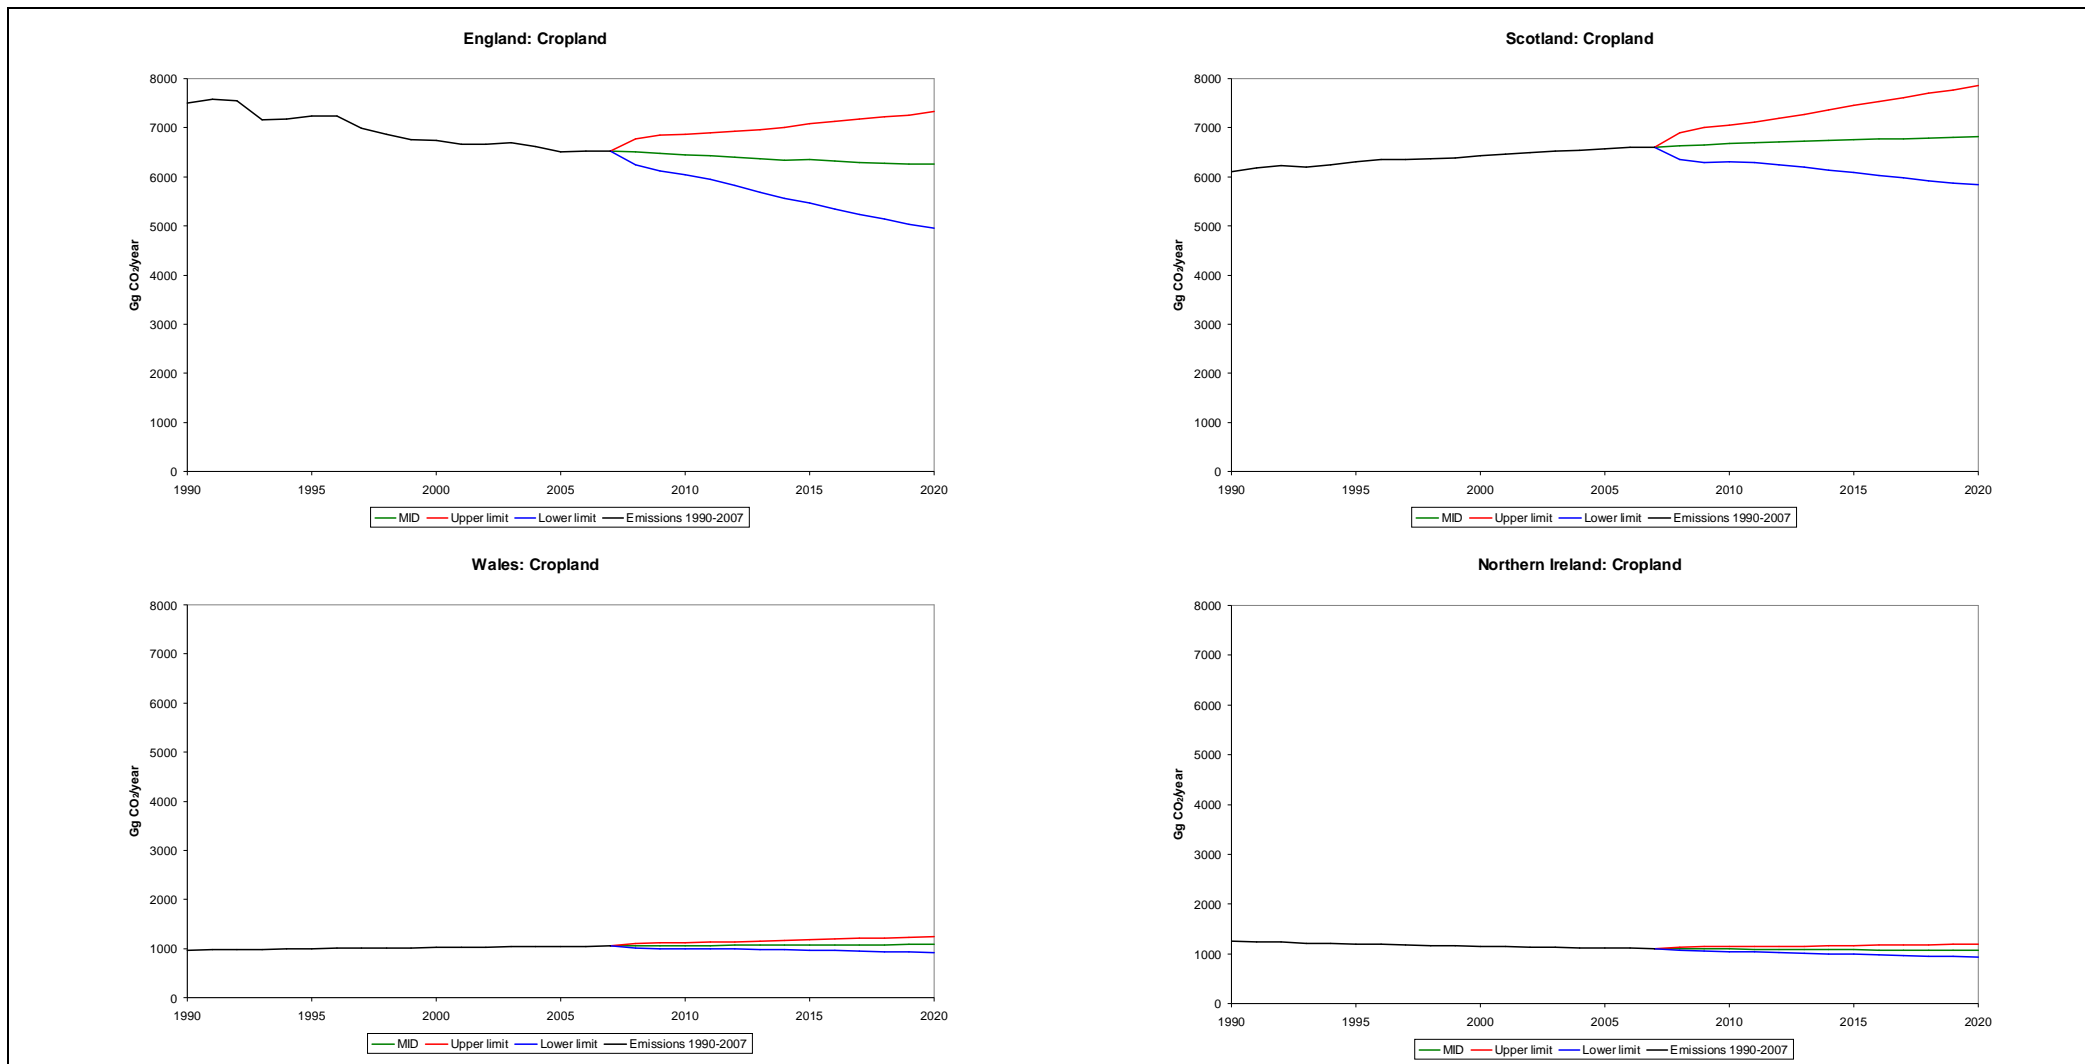 England: Cropland
8000
7000
6000
5000
4000
3000
2000
1000
0
Gg CO₂/year
1990 1995 2000 2005 2010 2015 2020
MID Upper limit Lower limit Emissions 1990-2007
Scotland: Cropland
8000
7000
6000
5000
4000
3000
2000
1000
0
Gg CO₂/year
1990 1995 2000 2005 2010 2015 2020
MID Upper limit Lower limit Emissions 1990-2007
Wales: Cropland
8000
7000
6000
5000
4000
3000
2000
1000
0
Gg CO₂/year
1990 1995 2000 2005 2010 2015 2020
MID Upper limit Lower limit Emissions 1990-2007
Northern Ireland: Cropland
8000
7000
6000
5000
4000
3000
2000
1000
0
Gg CO₂/year
1990 1995 2000 2005 2010 2015 2020
MID Upper limit Lower limit Emissions 1990-2007